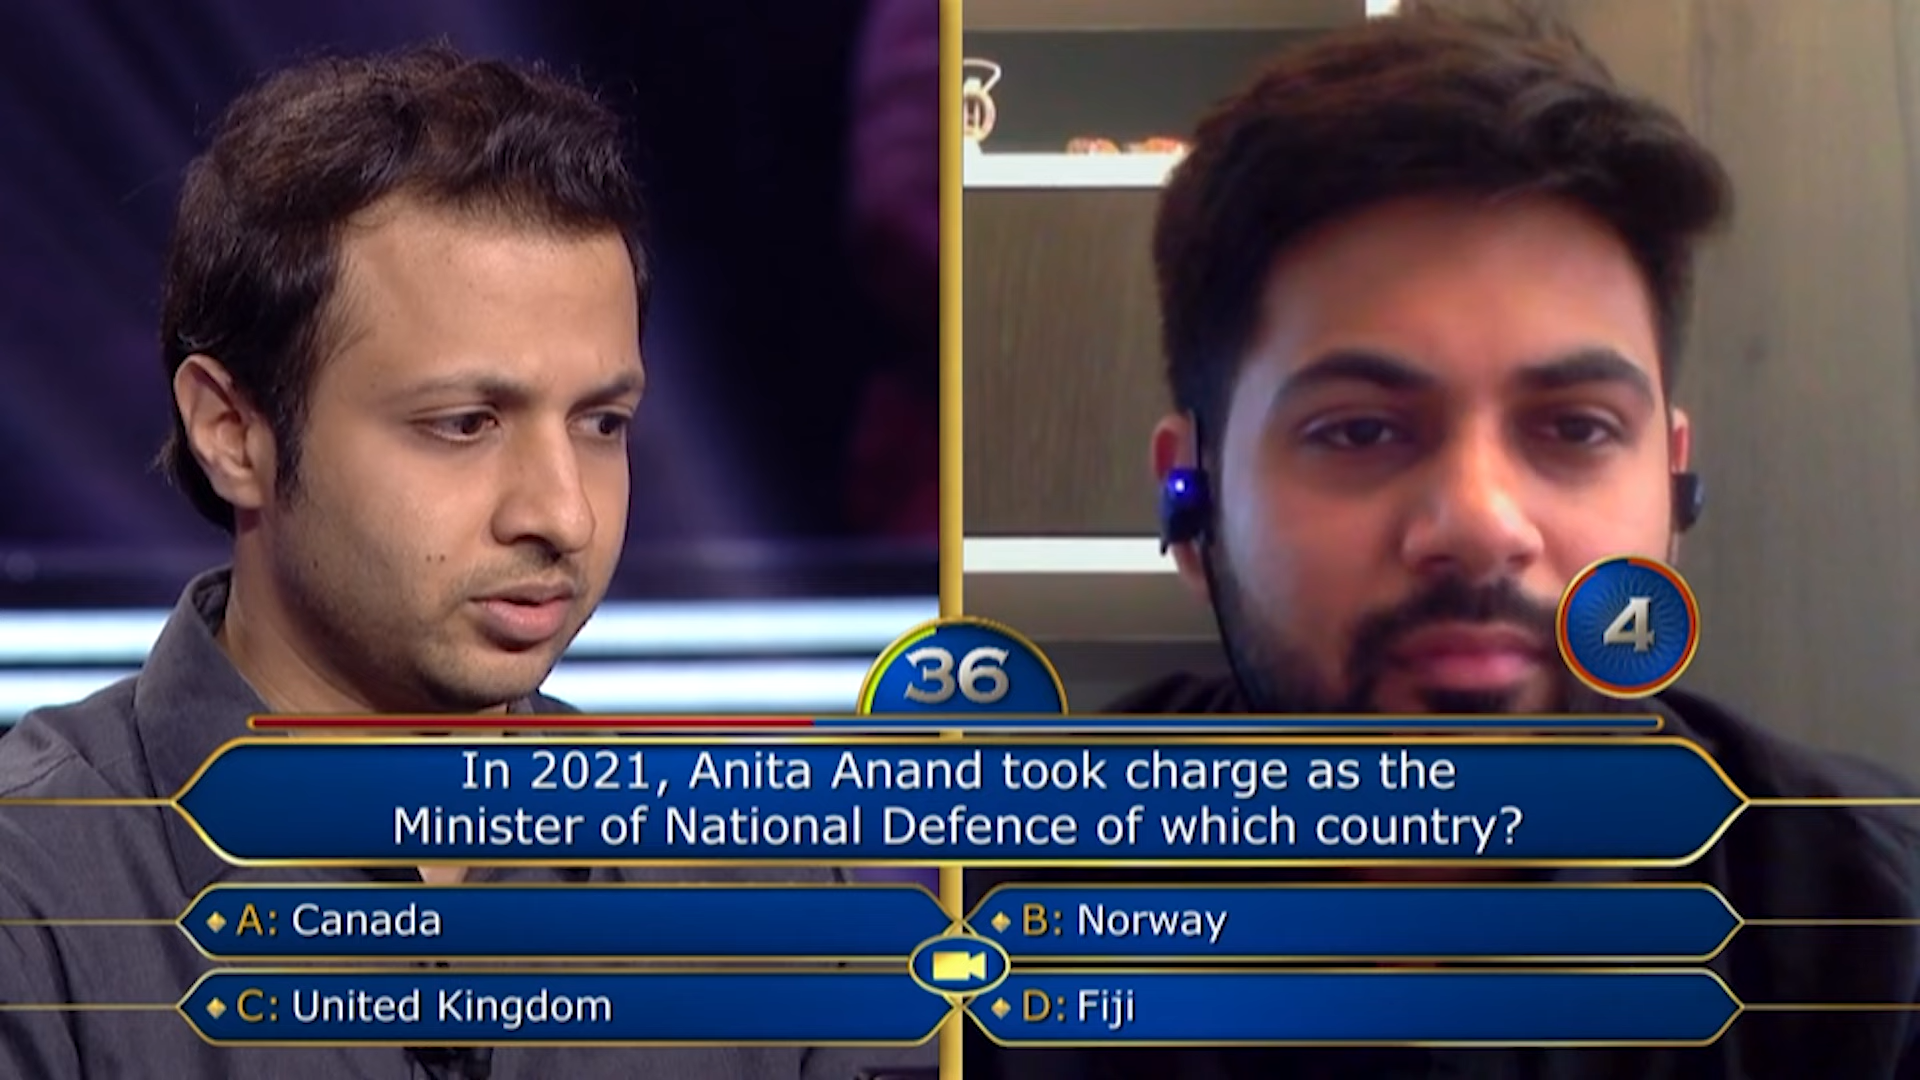 36
4
In 2021, Anita Anand took charge as the
Minister of National Defence of which country?
A: Canada
B: Norway
C: United Kingdom
D: Fiji